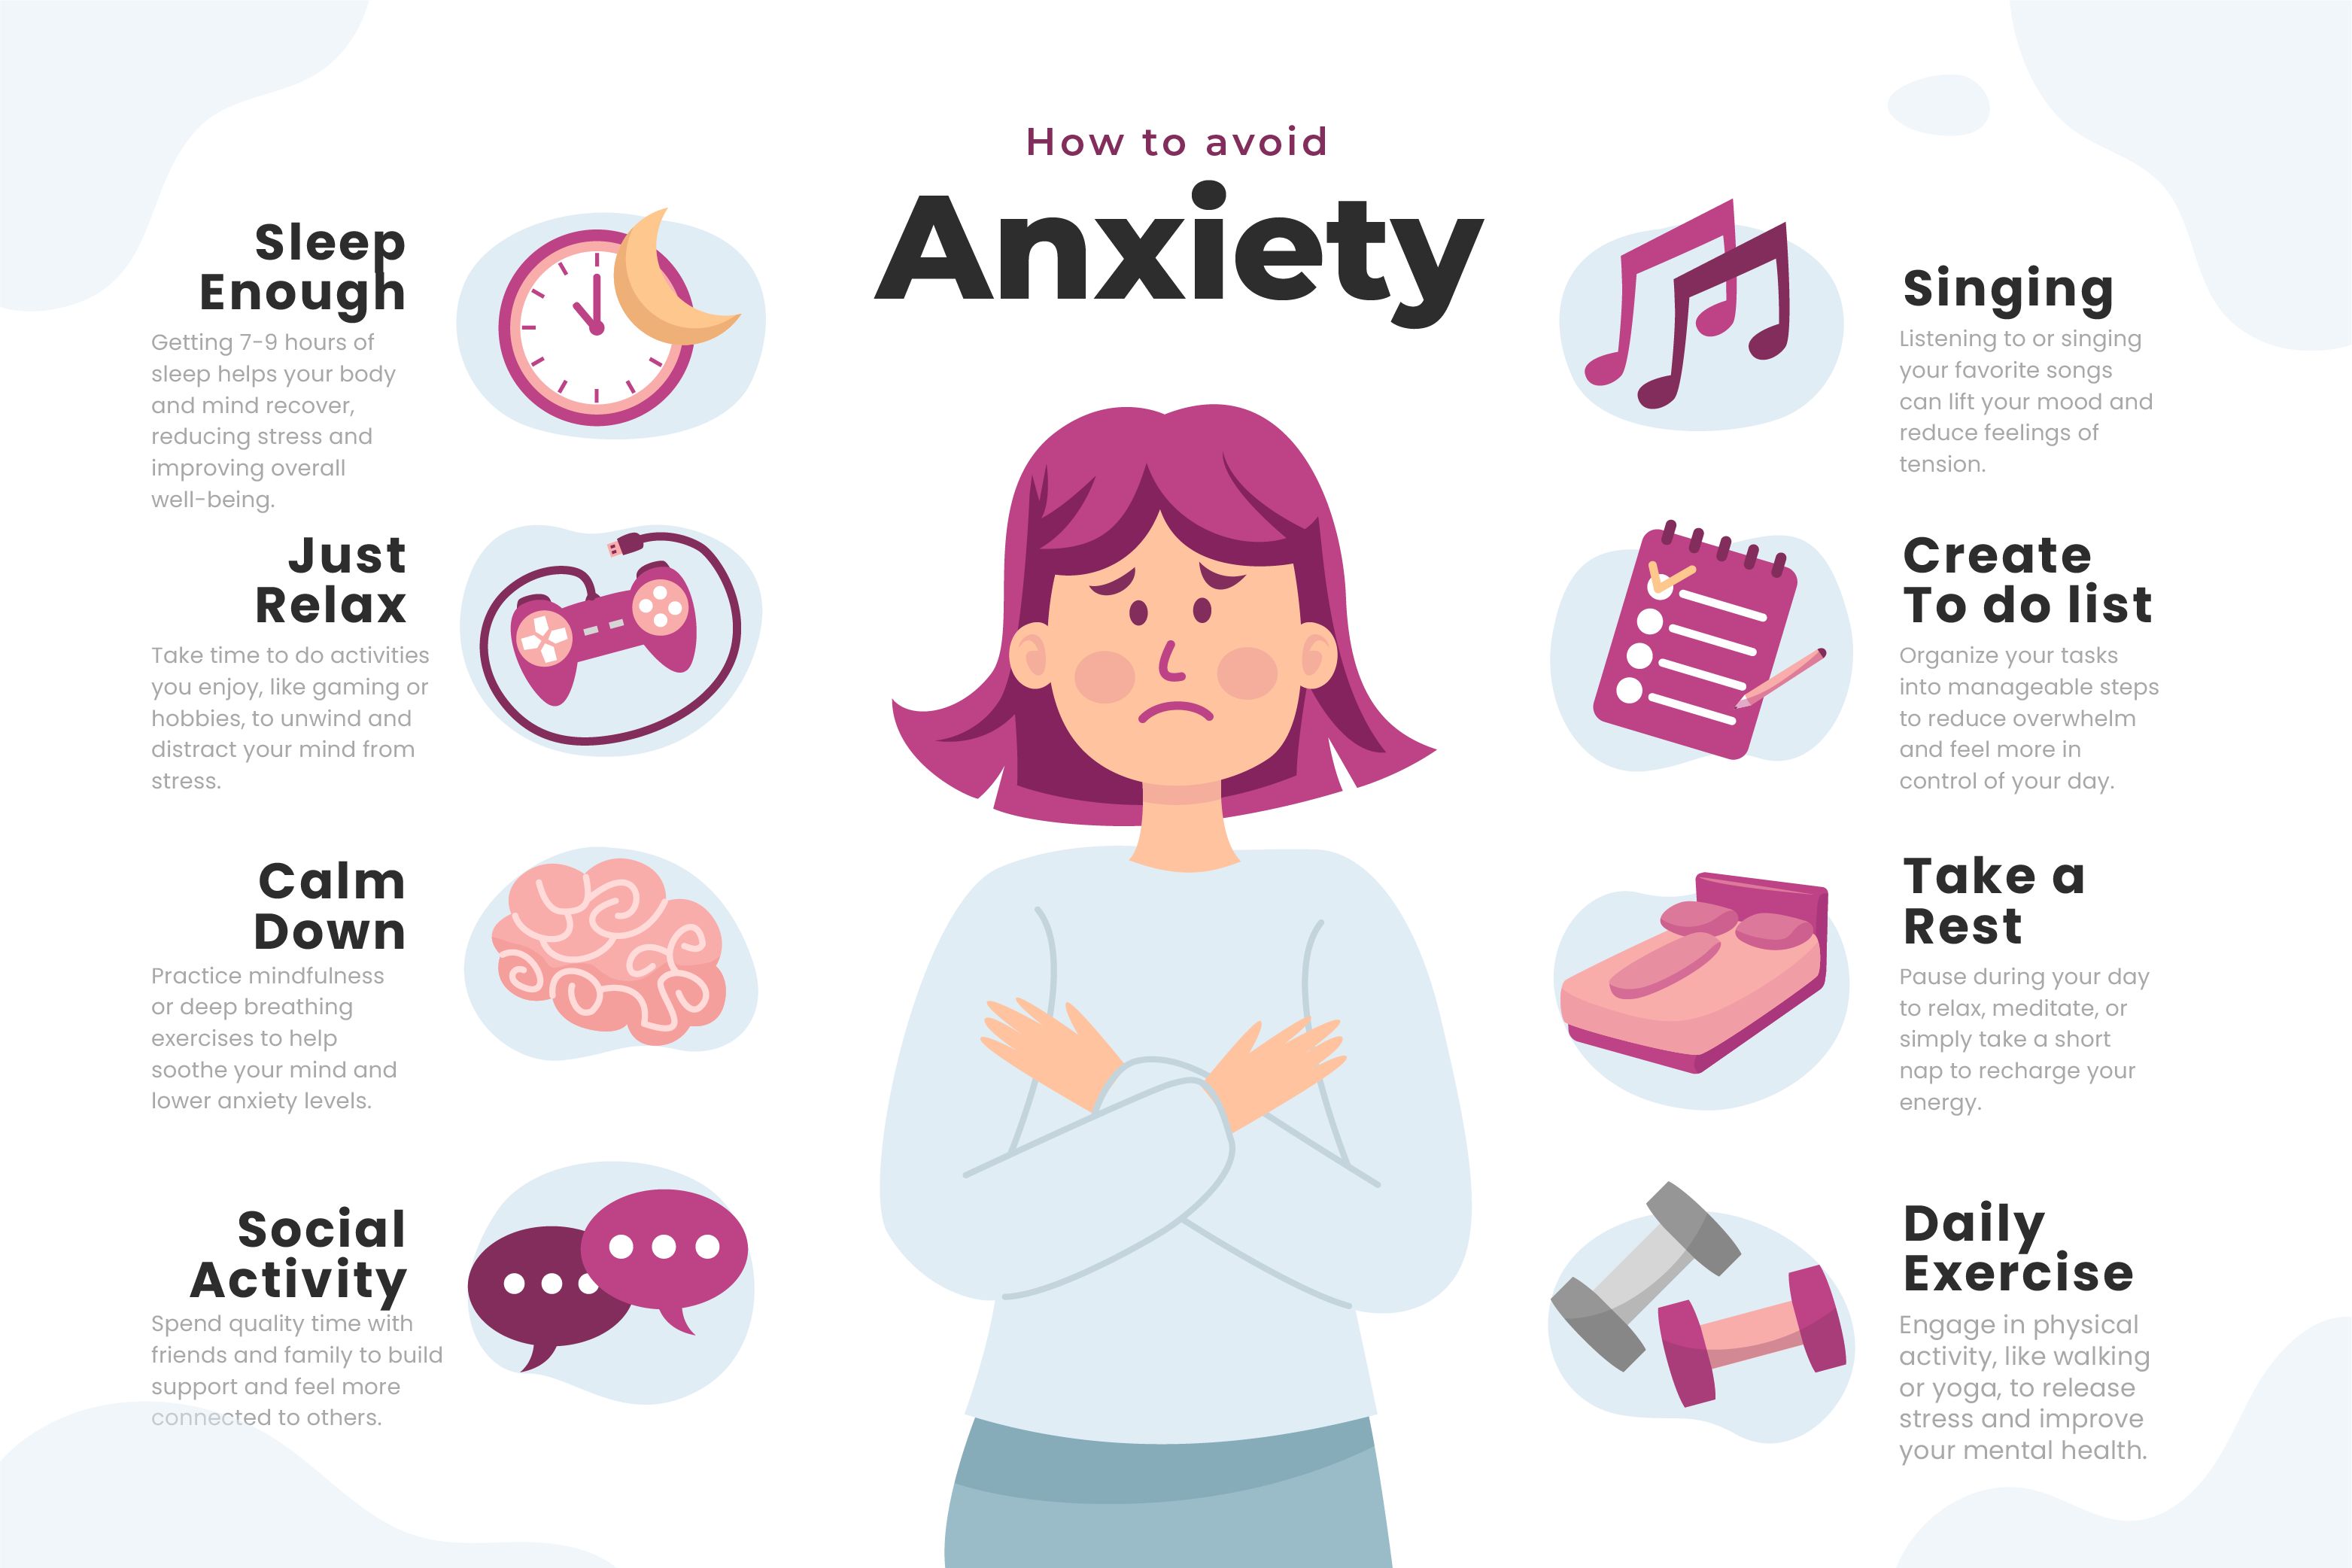 How to avoid
Anxiety
Sleep
Enough
Getting 7-9 hours of
sleep helps your body
and mind recover,
reducing stress and
improving overall
well-being.
Just
Relax
Take time to do activities
you enjoy, like gaming or
hobbies, to unwind and
distract your mind from
stress.
Calm
Down
Practice mindfulness
or deep breathing
exercises to help
soothe your mind and
lower anxiety levels.
Social
Activity
Spend quality time with
friends and family to build
support and feel more
connected to others.
Singing
Listening to or singing
your favorite songs
can lift your mood and
reduce feelings of
tension.
Create
To do list
Organize your tasks
into manageable steps
to reduce overwhelm
and feel more in
control of your day.
Take a
Rest
Pause during your day
to relax, meditate, or
simply take a short
nap to recharge your
energy.
Daily
Exercise
Engage in physical
activity, like walking
or yoga, to release
stress and improve
your mental health.